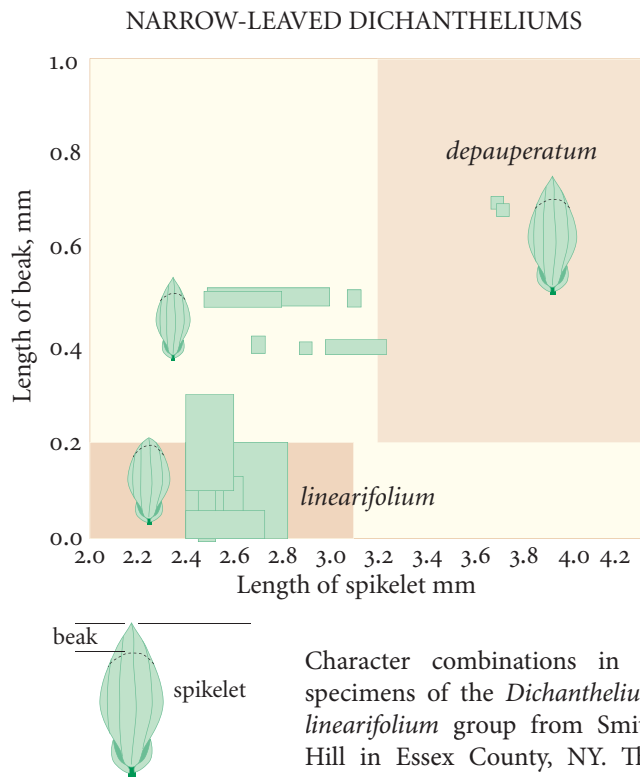 NARROW-LEAVED DICHANTHELIUMS
1.0
0.8
0.6
0.4
0.2
0.0
Length of beak, mm
depauperatum
linearifolium
2.0 2.2 2.4 2.6 2.8 3.0 3.2 3.4 3.6 3.8 4.0 4.2
Length of spikelet mm
beak
spikelet
Character combinations in
specimens of the
linearifolium group from
Hill in Essex County, NY.